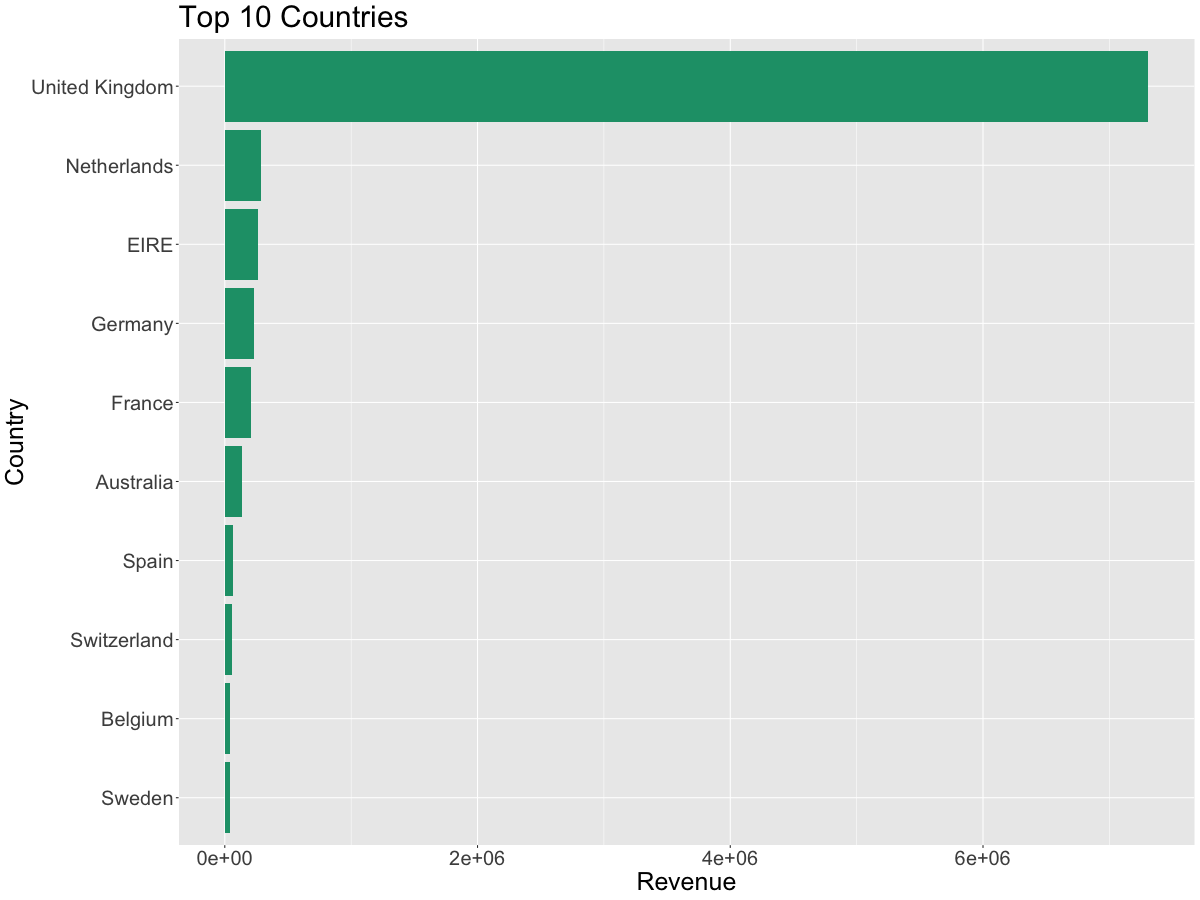 Top 10 Countries
United Kingdom
Netherlands
EIRE
Germany
France
Australia
Spain
Switzerland
Belgium
Sweden
Country
0e+00 2e+06 4e+06 6e+06
Revenue